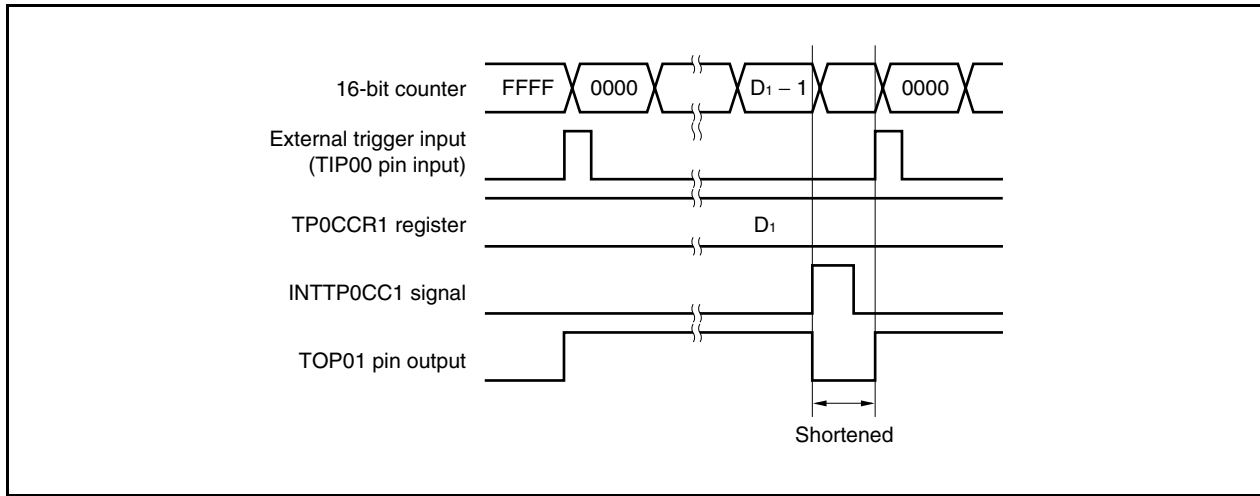 16-bit counter FFFF 0000 D₁ − 1 0000
External trigger input
(TIP00 pin input)
TP0CCR1 register D₁
INTTP0CC1 signal
TOP01 pin output
Shortened